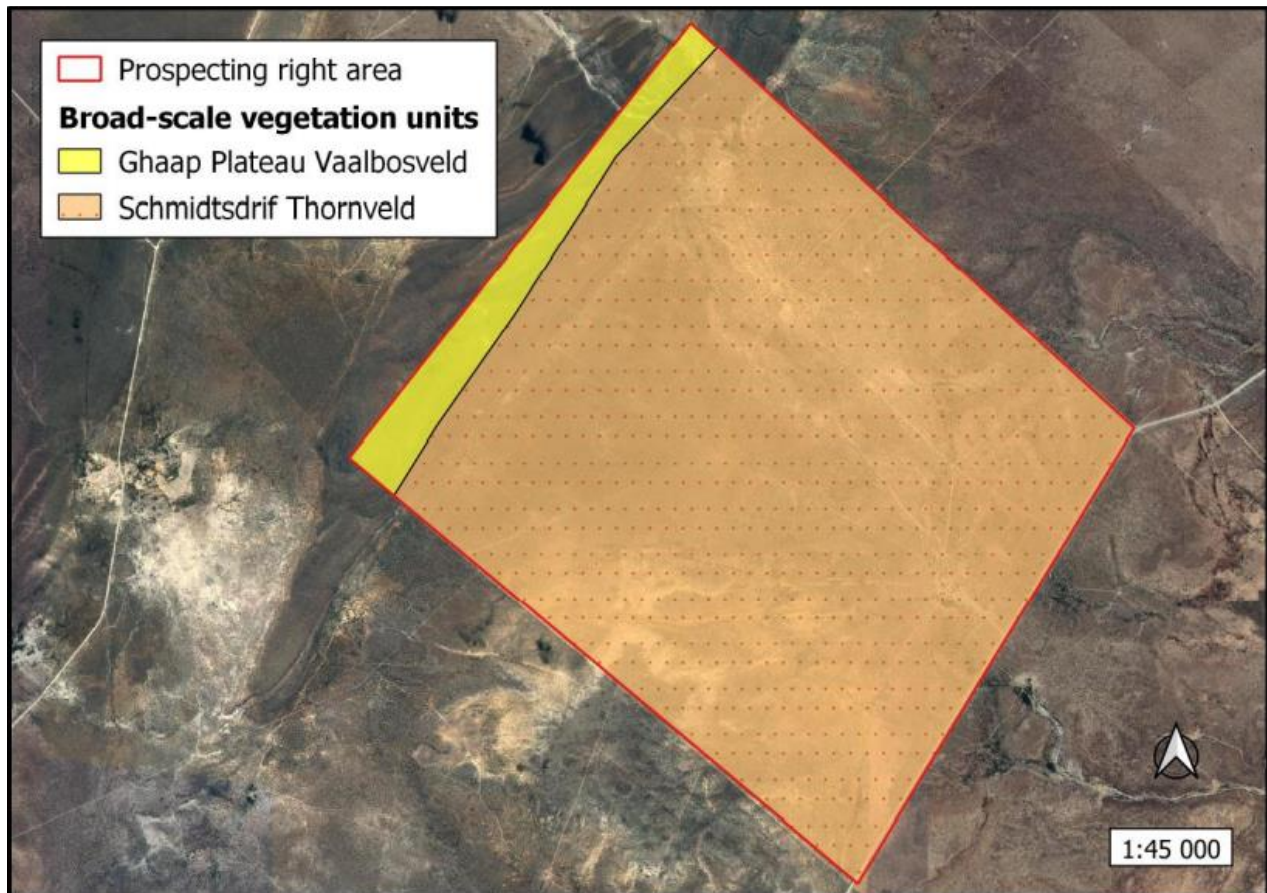 Prospecting right area
Broad-scale vegetation units
Ghaap Plateau Vaalbosveld
Schmidtsdrif Thornveld
1:45 000